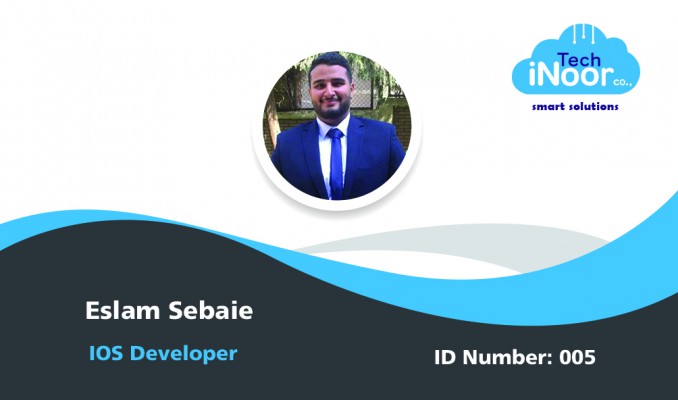 Tech
iNoor co.,
smart solutions
Eslam Sebaie
IOS Developer
ID Number: 005